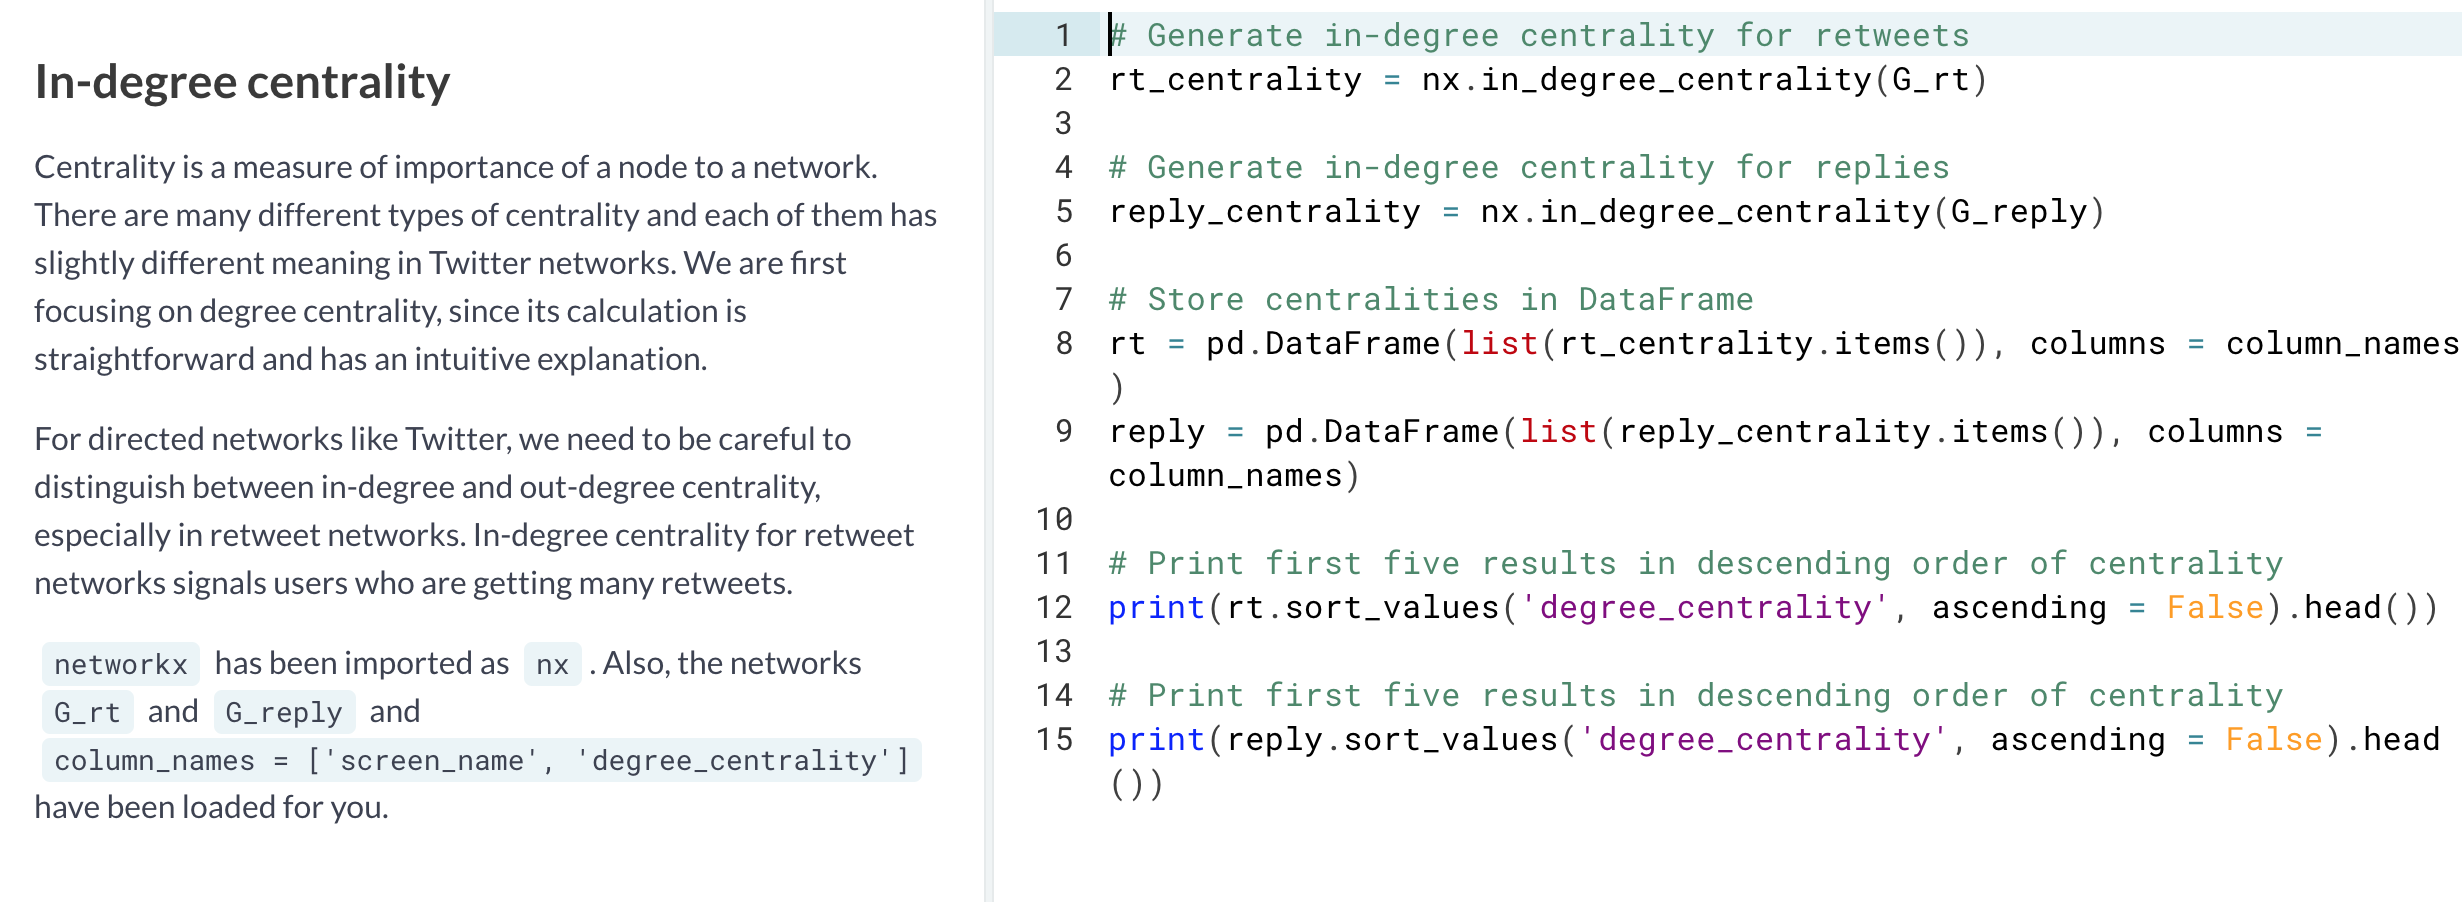 In-degree centrality
Centrality is a measure of importance of a node to a network.
There are many different types of centrality and each of them has
slightly different meaning in Twitter networks. We are first
focusing on degree centrality, since its calculation is
straightforward and has an intuitive explanation.
For directed networks like Twitter, we need to be careful to
distinguish between in-degree and out-degree centrality,
especially in retweet networks. In-degree centrality for retweet
networks signals users who are getting many retweets.
networkx has been imported as nx . Also, the networks
G_rt and G_reply and
column_names = ['screen_name', 'degree_centrality']
have been loaded for you.
1 # Generate in-degree centrality for retweets
2 rt_centrality = nx.in_degree_centrality(G_rt)
3
4 # Generate in-degree centrality for replies
5 reply_centrality = nx.in_degree_centrality(G_reply)
6
7 # Store centralities in DataFrame
8 rt = pd.DataFrame(list(rt_centrality.items()), columns = column_names
)
9 reply = pd.DataFrame(list(reply_centrality.items()), columns =
column_names)
10
11 # Print first five results in descending order of centrality
12 print(rt.sort_values('degree_centrality', ascending = False).head())
13
14 # Print first five results in descending order of centrality
15 print(reply.sort_values('degree_centrality', ascending = False).head
())